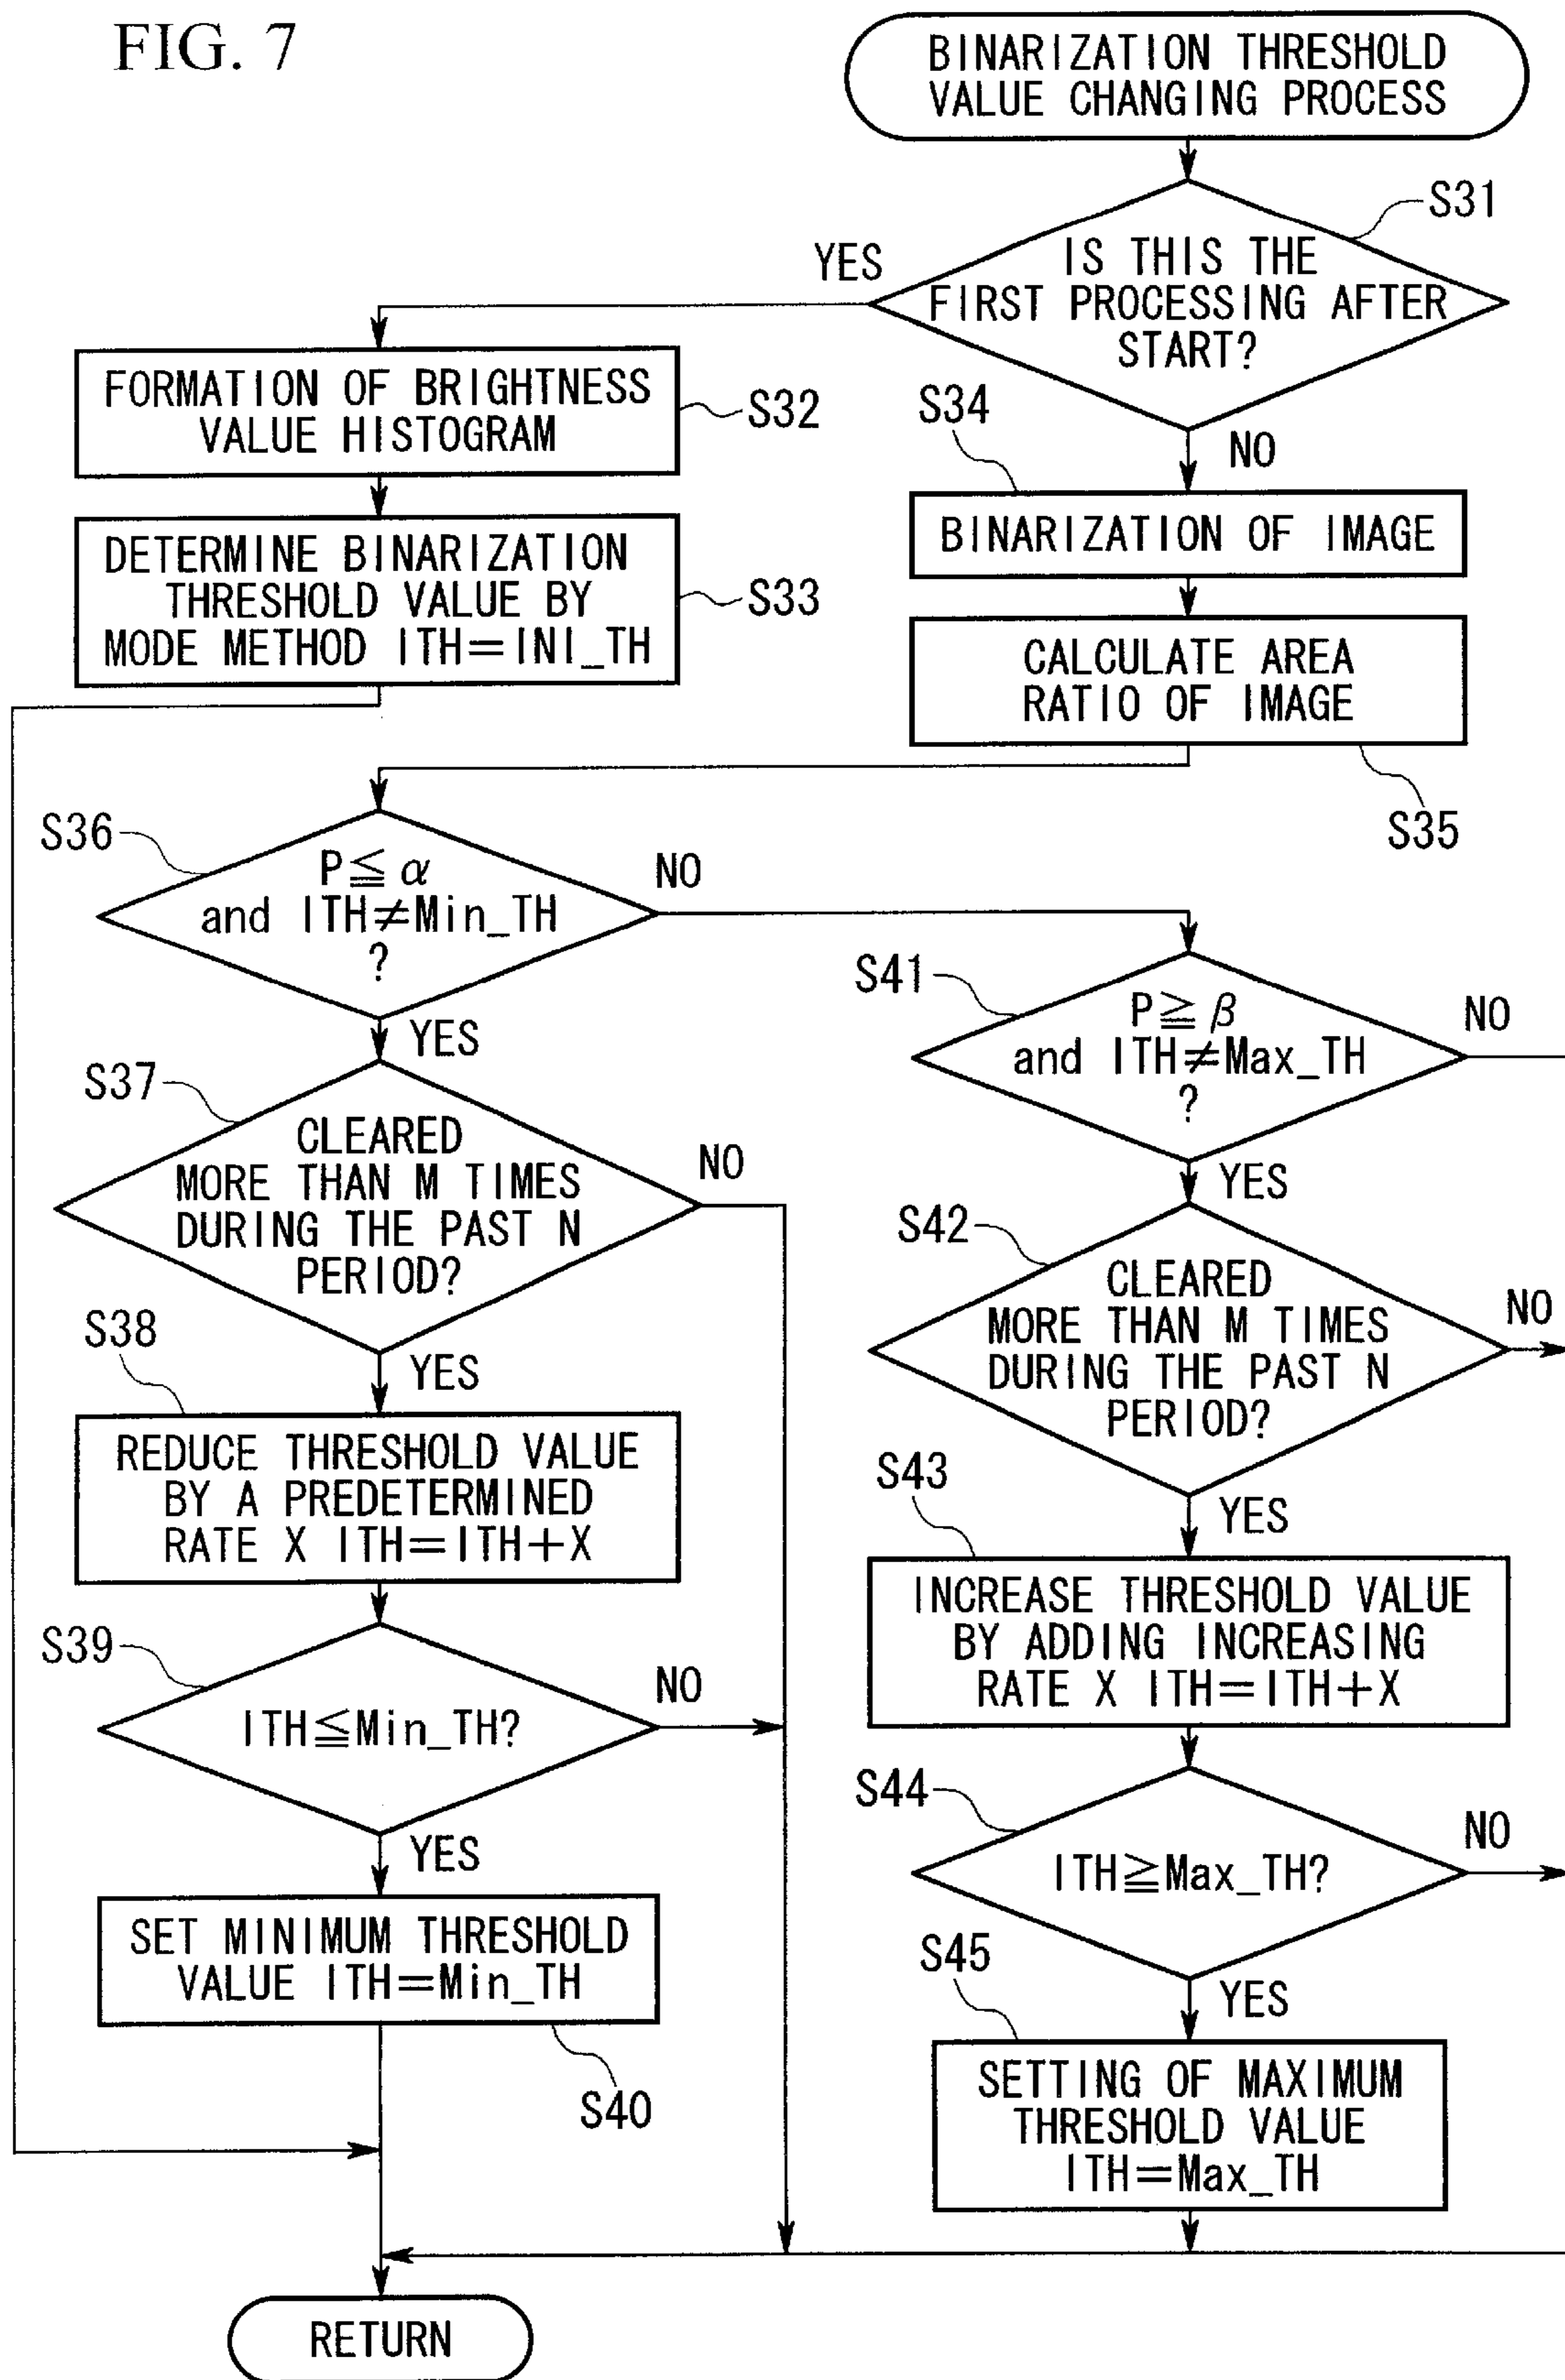 FIG. 7
BINARIZATION THRESHOLD
VALUE CHANGING PROCESS
S31
IS THIS THE
FIRST PROCESSING AFTER
START?
YES
NO
FORMATION OF BRIGHTNESS
VALUE HISTOGRAM
S32
DETERMINE BINARIZATION
THRESHOLD VALUE BY
MODE METHOD ITH=INI_TH
S33
S34
BINARIZATION OF IMAGE
CALCULATE AREA
RATIO OF IMAGE
S35
S36
P≦α
and ITH≠Min_TH
?
NO
YES
S37
CLEARED
MORE THAN M TIMES
DURING THE PAST N
PERIOD?
NO
YES
S38
REDUCE THRESHOLD VALUE
BY A PREDETERMINED
RATE X ITH=ITH+X
S39
ITH≦Min_TH?
NO
YES
SET MINIMUM THRESHOLD
VALUE ITH=Min_TH
S40
S41
P≧β
and ITH≠Max_TH
?
NO
YES
S42
CLEARED
MORE THAN M TIMES
DURING THE PAST N
PERIOD?
NO
YES
S43
INCREASE THRESHOLD VALUE
BY ADDING INCREASING
RATE X ITH=ITH+X
S44
ITH≧Max_TH?
NO
YES
S45
SETTING OF MAXIMUM
THRESHOLD VALUE
ITH=Max_TH
RETURN